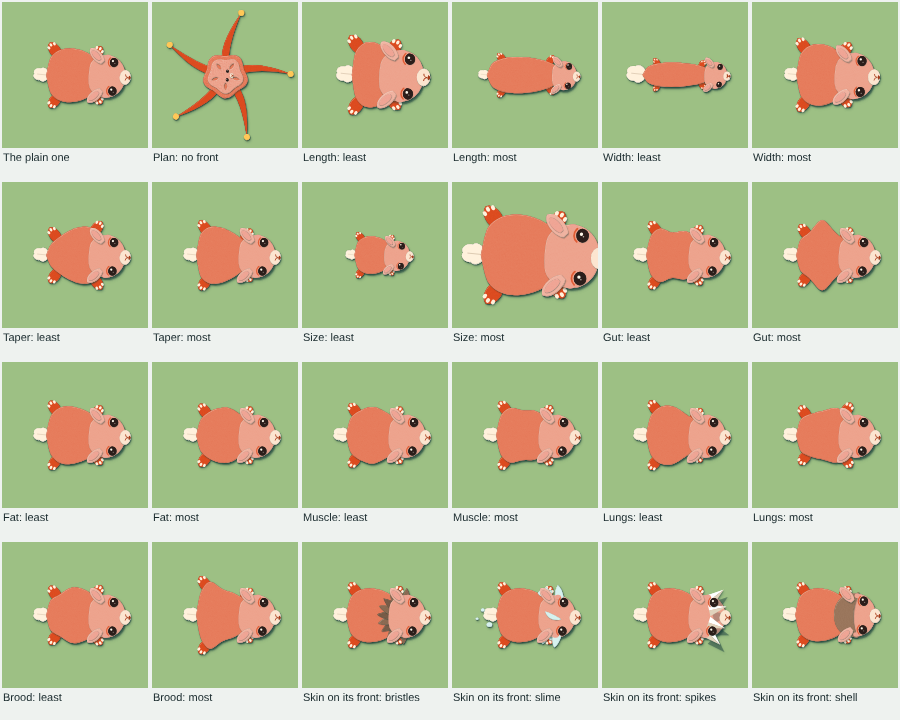 The plain one
Plan: no front
Length: least
Length: most
Width: least
Width: most
Taper: least
Taper: most
Size: least
Size: most
Gut: least
Gut: most
Fat: least
Fat: most
Muscle: least
Muscle: most
Lungs: least
Lungs: most
Brood: least
Brood: most
Skin on its front: bristles
Skin on its front: slime
Skin on its front: spikes
Skin on its front: shell